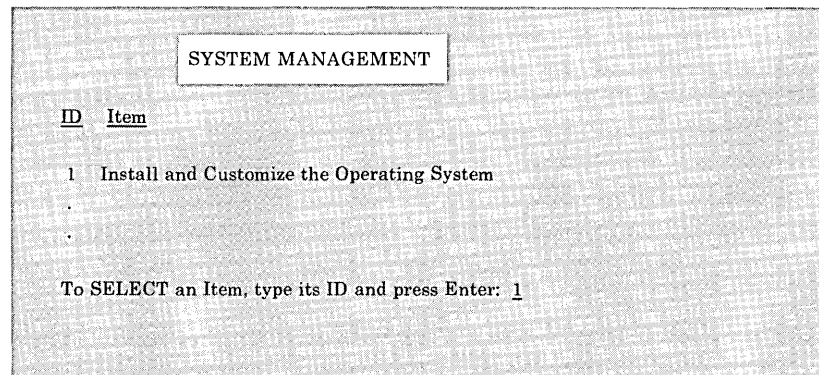 SYSTEM MANAGEMENT
ID Item
1 Install and Customize the Operating System
.
.
To SELECT an Item, type its ID and press Enter: 1